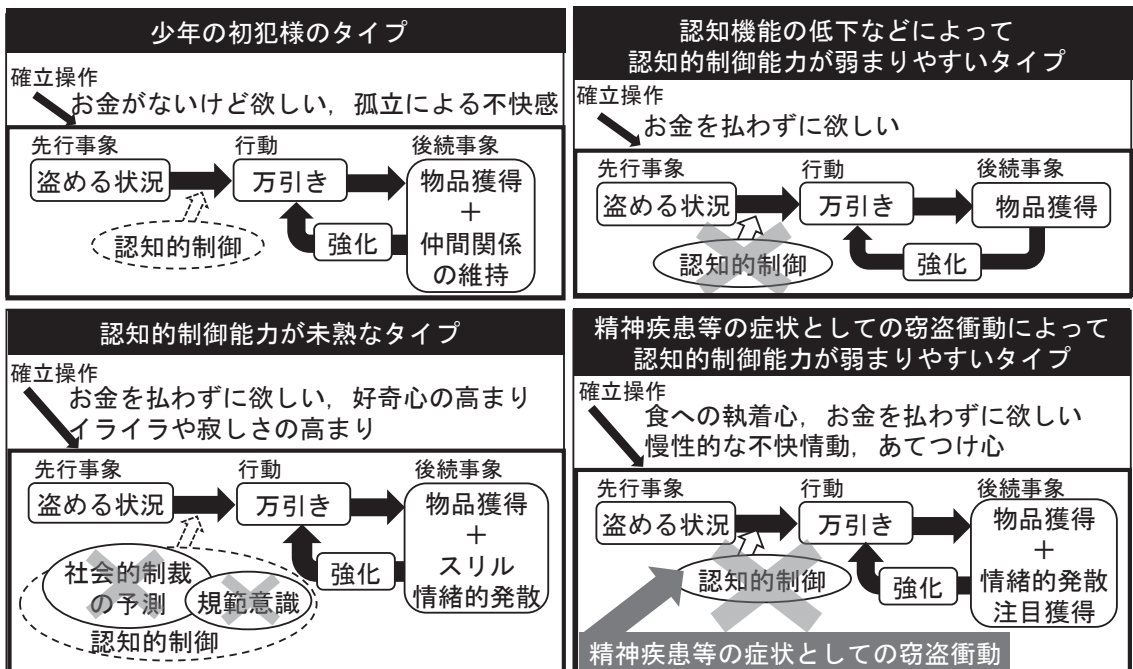 少年の初犯様のタイプ
確立操作
お金がないけど欲しい，孤立による不快感
先行事象
行動
後続事象
盗める状況
万引き
物品獲得
＋
仲間関係
の維持
認知的制御
強化
認知機能の低下などによって
認知的制御能力が弱まりやすいタイプ
確立操作
お金を払わずに欲しい
先行事象
行動
後続事象
盗める状況
万引き
物品獲得
認知的制御
強化
認知的制御能力が未熟なタイプ
確立操作
お金を払わずに欲しい，好奇心の高まり
イライラや寂しさの高まり
先行事象
行動
後続事象
盗める状況
万引き
物品獲得
＋
スリル
情緒的発散
社会的制裁
の予測
規範意識
認知的制御
強化
精神疾患等の症状としての窃盗衝動によって
認知的制御能力が弱まりやすいタイプ
確立操作
食への執着心，お金を払わずに欲しい
慢性的な不快情動，あてつけ心
先行事象
行動
後続事象
盗める状況
万引き
物品獲得
＋
情緒的発散
注目獲得
認知的制御
強化
精神疾患等の症状としての窃盗衝動